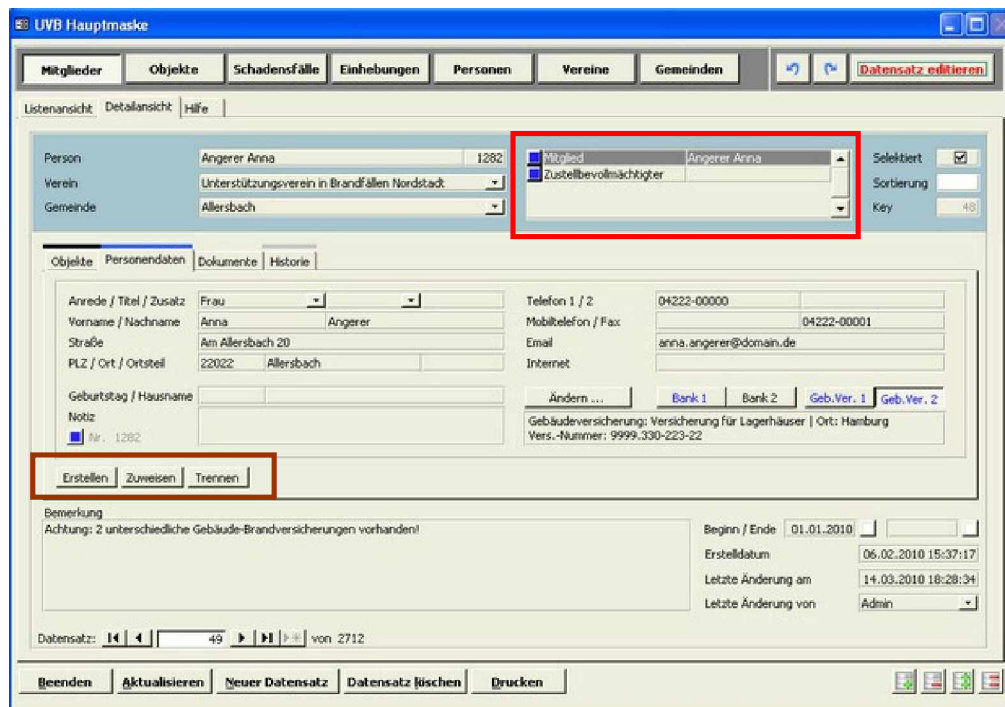 UVB Hauptmaske
Mitglieder Objekte Schadensfälle Einhebungen Personen Vereine Gemeinden Datensatz editieren
Listenansicht Detailansicht Hilfe
Person Angerer Anna 1282 Mitglied Angerer Anna Selektiert
Verein Unterstützungsverein in Brandfällen Nordstadt Zustellbevollmächtigter Sortierung
Gemeinde Allersbach Key 48
Objekte Personendaten Dokumente Historie
Anrede / Titel / Zusatz Frau Telefon 1 / 2 04222-00000
Vorname / Nachname Anna Angerer Mobiltelefon / Fax 04222-00001
Straße Am Allersbach 20 Email anna.angerer@domain.de
PLZ / Ort / Ortsteil 22022 Allersbach Internet
Geburtstag / Hausname Ändern ... Bank 1 Bank 2 Geb.Ver. 1 Geb.Ver. 2
Notiz Gebäudeversicherung: Versicherung für Lagerhäuser | Ort: Hamburg
Nr. 1282 Vers.-Nummer: 9999.330-223-22
Erstellen Zuweisen Trennen
Bemerkung
Achtung: 2 unterschiedliche Gebäude-Brandversicherungen vorhanden!
Beginn / Ende 01.01.2010
Erstelldatum 06.02.2010 15:37:17
Letzte Änderung am 14.03.2010 18:28:34
Letzte Änderung von Admin
Datensatz: 49 von 2712
Beenden Aktualisieren Neuer Datensatz Datensatz löschen Drucken